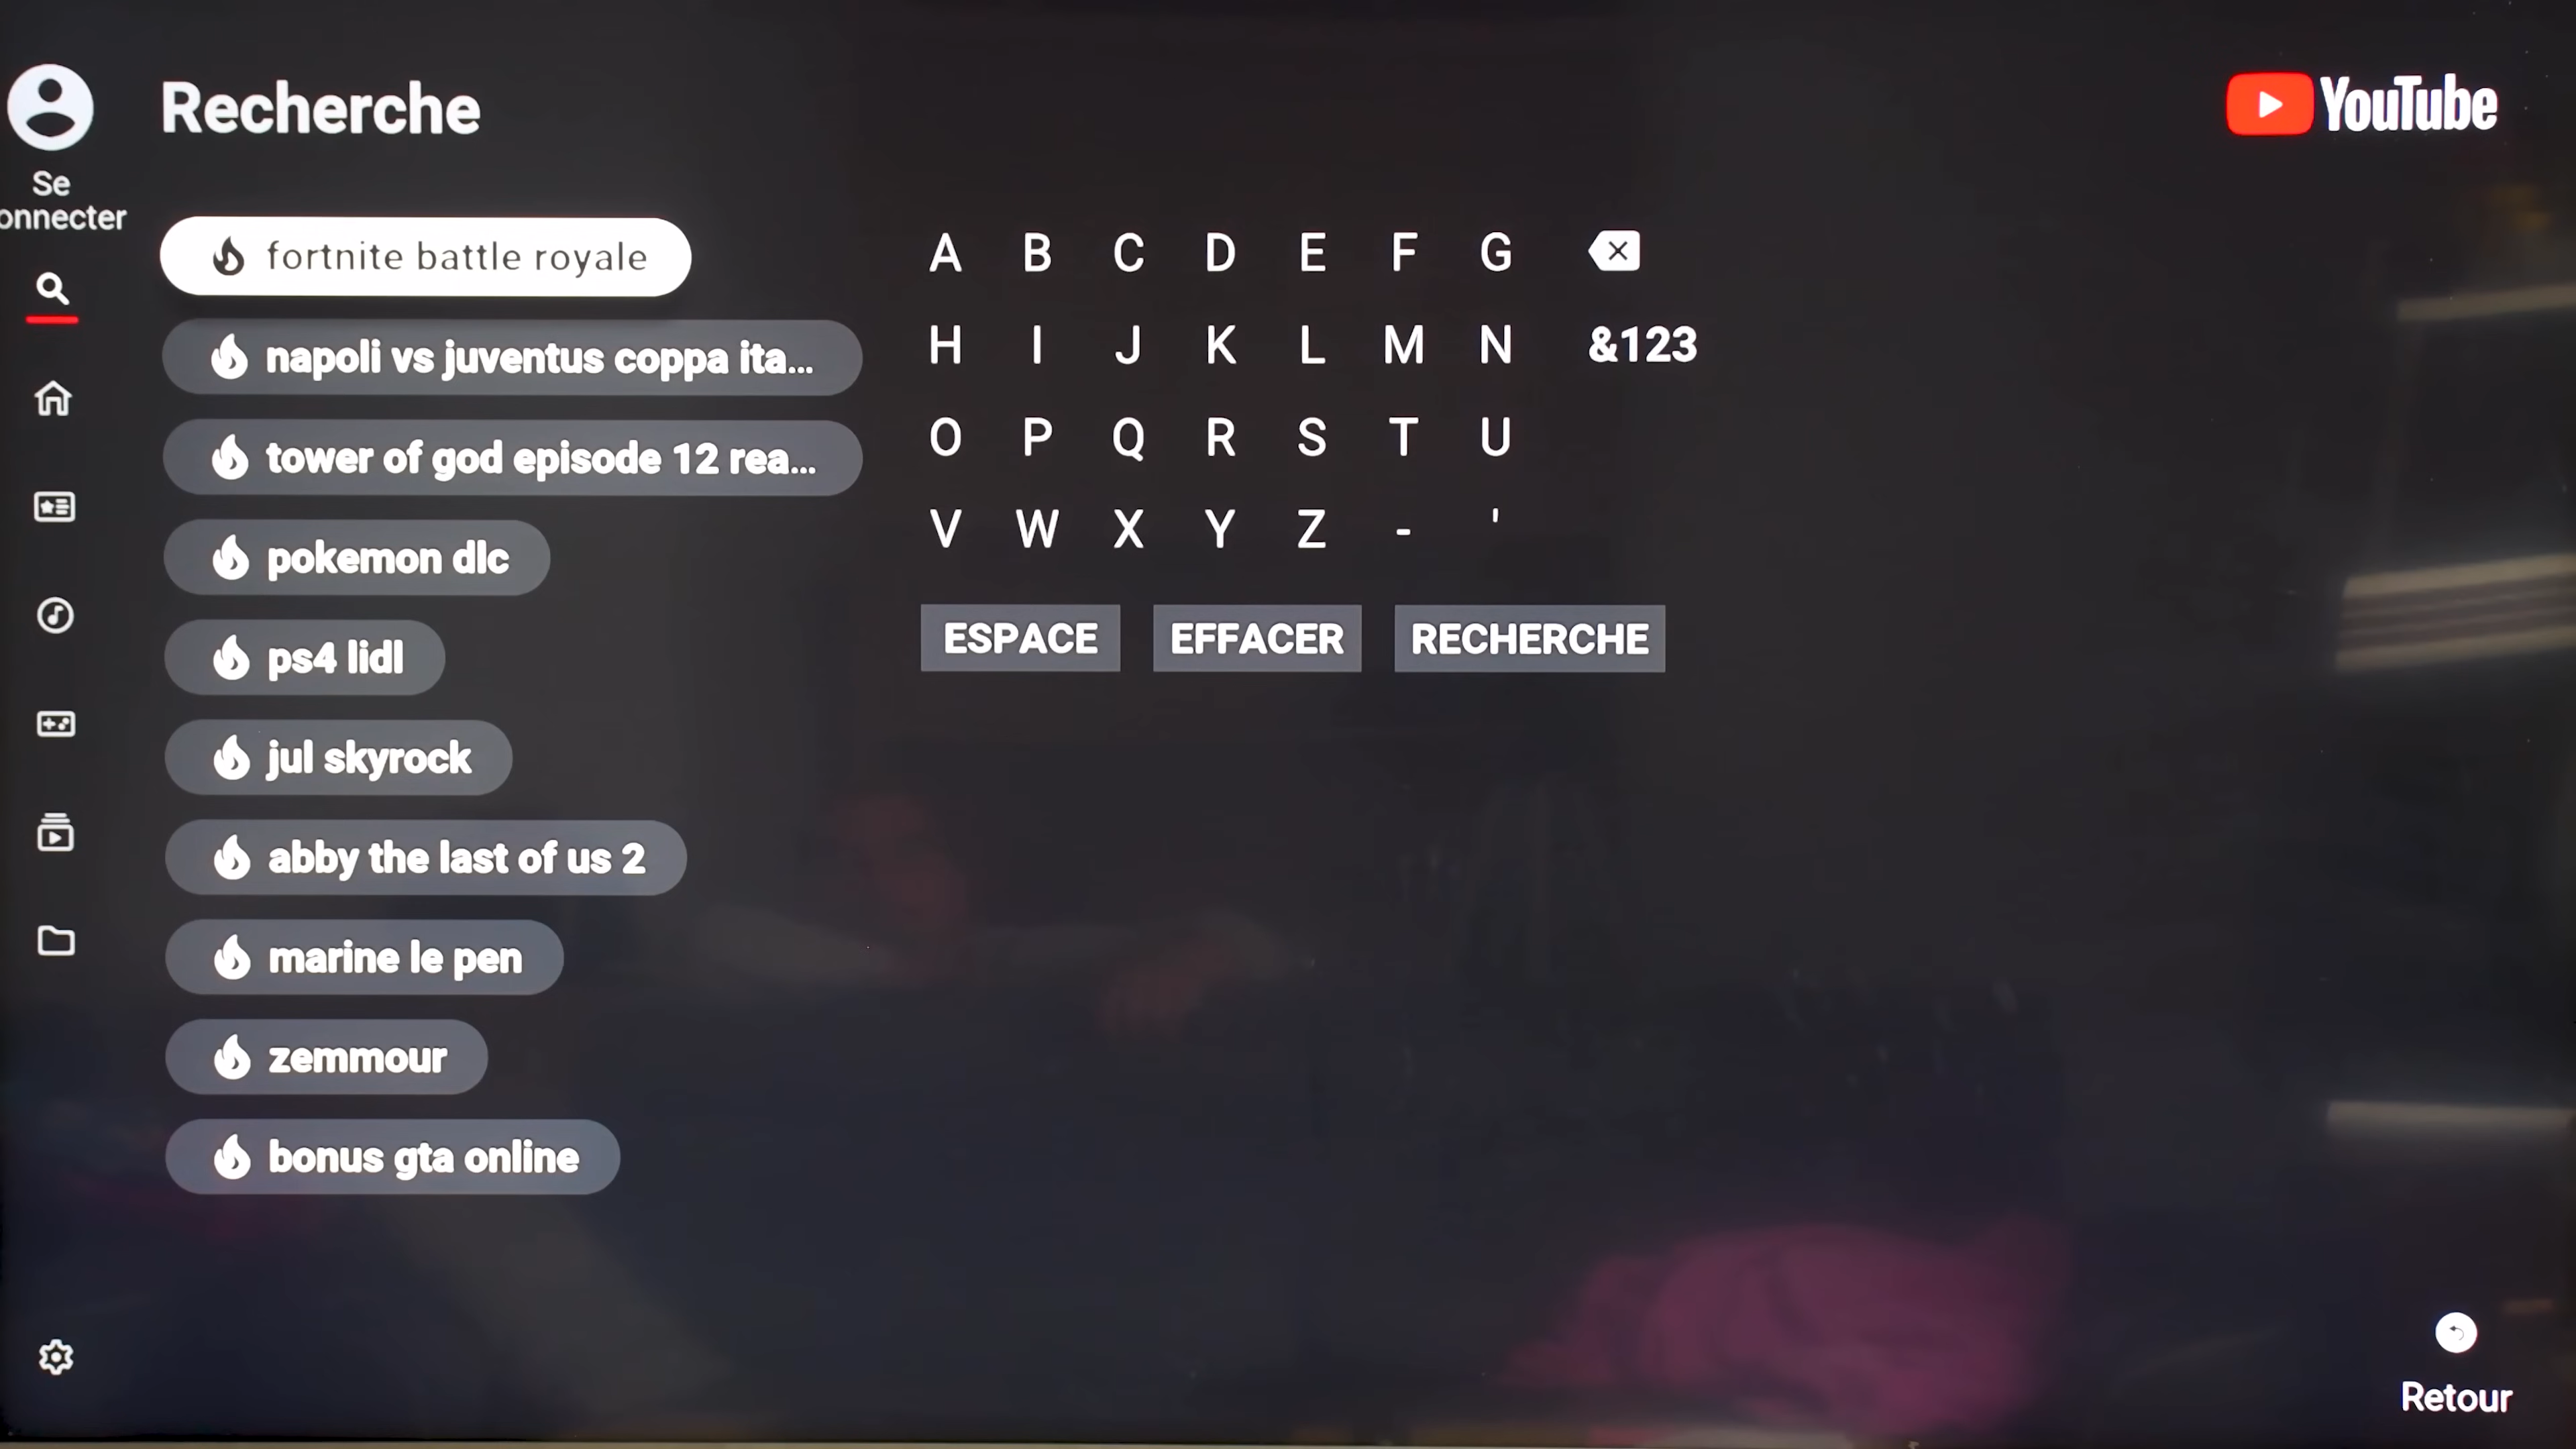 Recherche
YouTube
Se
onnecter
fortnite battle royale
napoli vs juventus coppa ita...
tower of god episode 12 rea...
pokemon dlc
ps4 lidl
jul skyrock
abby the last of us 2
marine le pen
zemmour
bonus gta online
A B C D E F G
H I J K L M N &123
O P Q R S T U
V W X Y Z - '
ESPACE EFFACER RECHERCHE
Retour